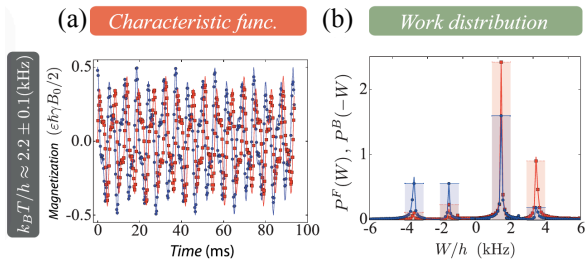 (a) Characteristic func.
(b) Work distribution
k_BT/h ≈ 2.2 ± 0.1(kHz)
Magnetization (εħγB₀/2)
0.5
0.0
-0.5
0 20 40 60 80 100
Time (ms)
P^F(W), P^B(-W)
2
1
0
-6 -4 -2 0 2 4 6
W/h (kHz)